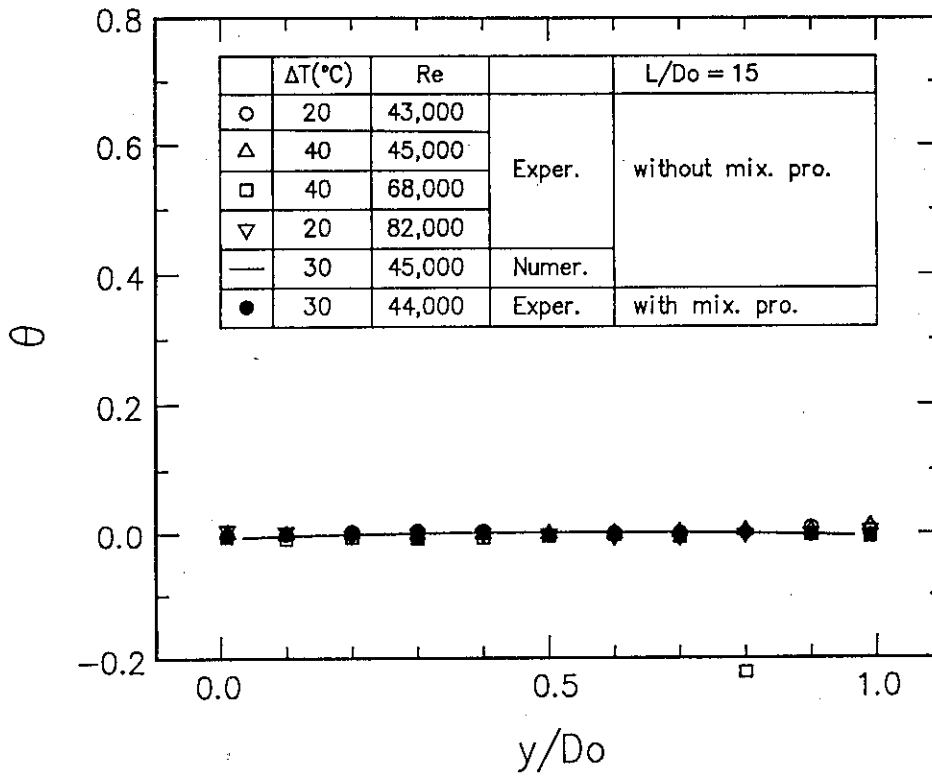 0.8
ΔT(°C) Re L/Do = 15
20 43,000
40 45,000 Exper. without mix. pro.
40 68,000
20 82,000
30 45,000 Numer.
30 44,000 Exper. with mix. pro.
0.6
0.4
θ
0.2
0.0
−0.2
0.0 0.5 1.0
y/Do